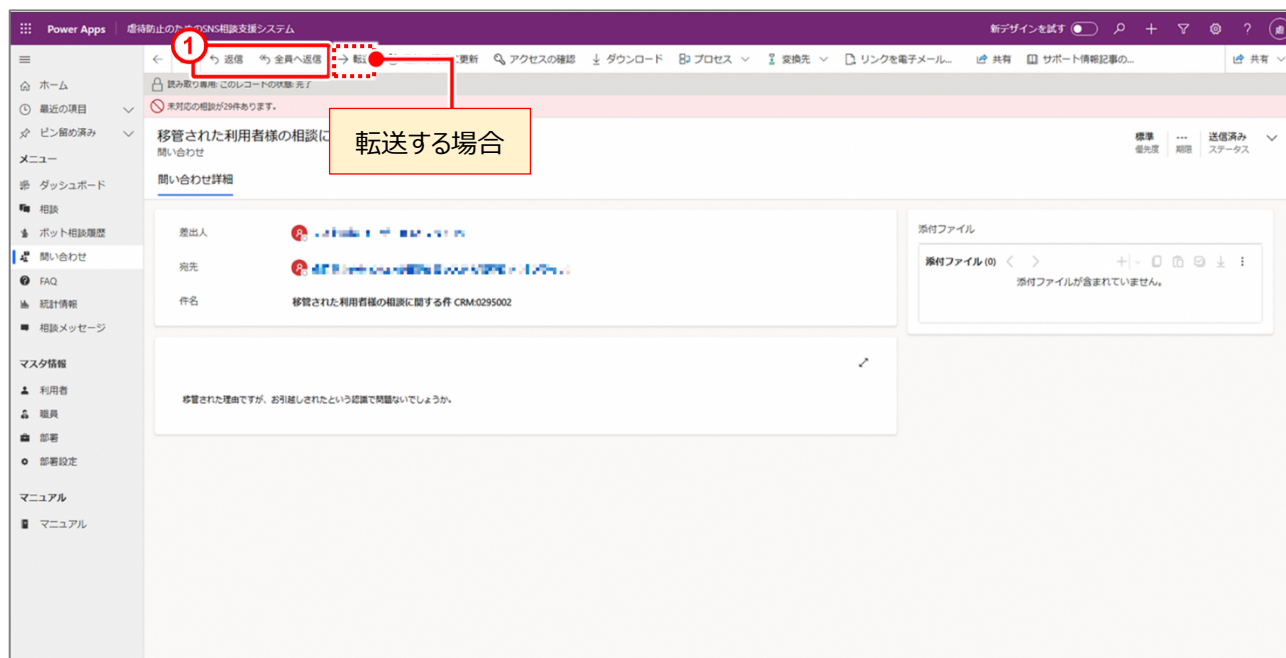 Power Apps 虐待防止のためのSNS相談支援システム 新デザインを試す
1
返信 全員へ返信 転送 更新 アクセスの確認 ダウンロード プロセス 変換先 リンクを電子メール... 共有 サポート情報記事の... 共有
読み取り専用: このレコードの状態: 完了
未対応の相談が29件あります。
転送する場合
移管された利用者様の相談に
問い合わせ
標準 --- 送信済み
優先度 期限 ステータス
問い合わせ詳細
ホーム
最近の項目
ピン留め済み
メニュー
ダッシュボード
相談
ボット相談履歴
問い合わせ
FAQ
統計情報
相談メッセージ
マスタ情報
利用者
職員
部署
部署設定
マニュアル
マニュアル
差出人
宛先
件名 移管された利用者様の相談に関する件 CRM:0295002
添付ファイル
添付ファイル (0)
添付ファイルが含まれていません。
移管された理由ですが、お引越しされたという認識で問題ないでしょうか。